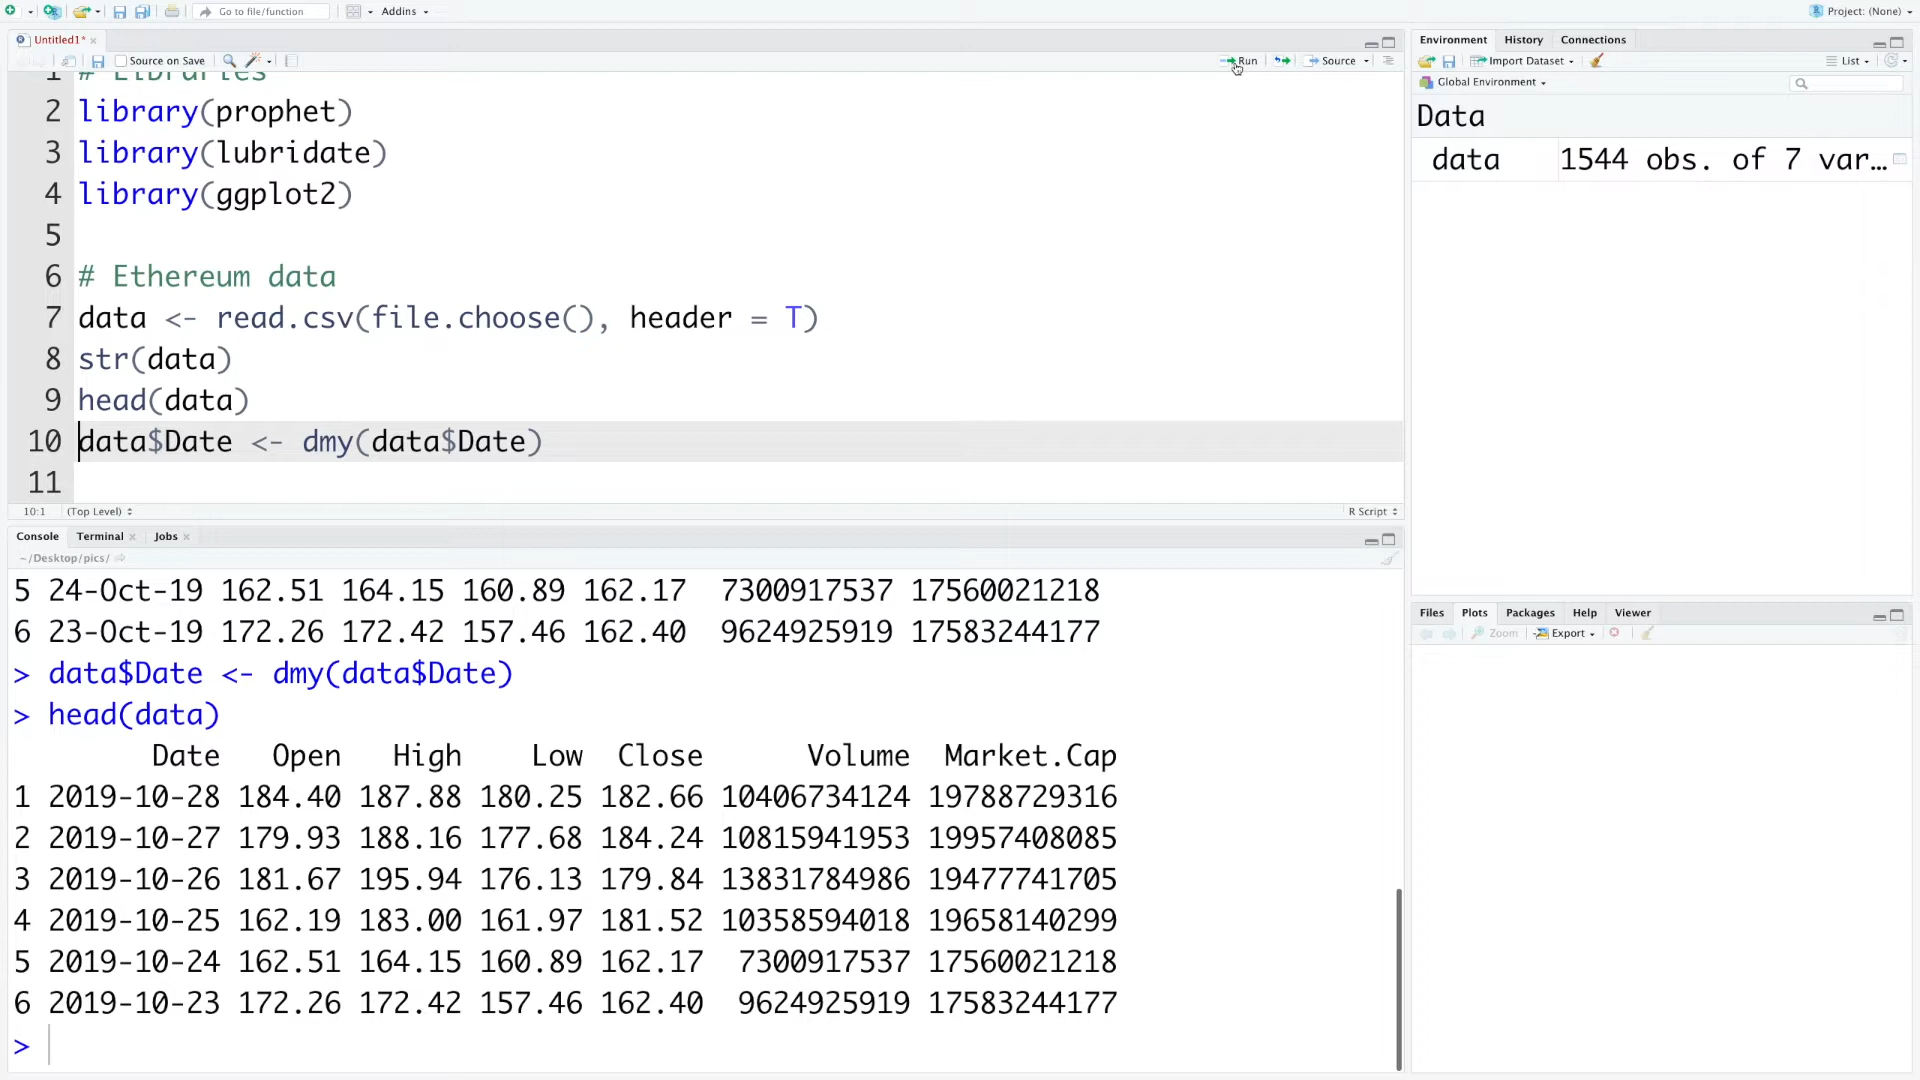 Go to file/function
Addins
Project: (None)
Untitled1*
Source on Save
Run
Source
1 # Libraries
2 library(prophet)
3 library(lubridate)
4 library(ggplot2)
5
6 # Ethereum data
7 data <- read.csv(file.choose(), header = T)
8 str(data)
9 head(data)
10 data$Date <- dmy(data$Date)
11
10:1 (Top Level)
R Script
Console Terminal Jobs
~/Desktop/pics/
5 24-Oct-19 162.51 164.15 160.89 162.17 7300917537 17560021218
6 23-Oct-19 172.26 172.42 157.46 162.40 9624925919 17583244177
> data$Date <- dmy(data$Date)
> head(data)
Date Open High Low Close Volume Market.Cap
1 2019-10-28 184.40 187.88 180.25 182.66 10406734124 19788729316
2 2019-10-27 179.93 188.16 177.68 184.24 10815941953 19957408085
3 2019-10-26 181.67 195.94 176.13 179.84 13831784986 19477741705
4 2019-10-25 162.19 183.00 161.97 181.52 10358594018 19658140299
5 2019-10-24 162.51 164.15 160.89 162.17 7300917537 17560021218
6 2019-10-23 172.26 172.42 157.46 162.40 9624925919 17583244177
>
Environment History Connections
Import Dataset
List
Global Environment
Data
data 1544 obs. of 7 var…
Files Plots Packages Help Viewer
Zoom Export